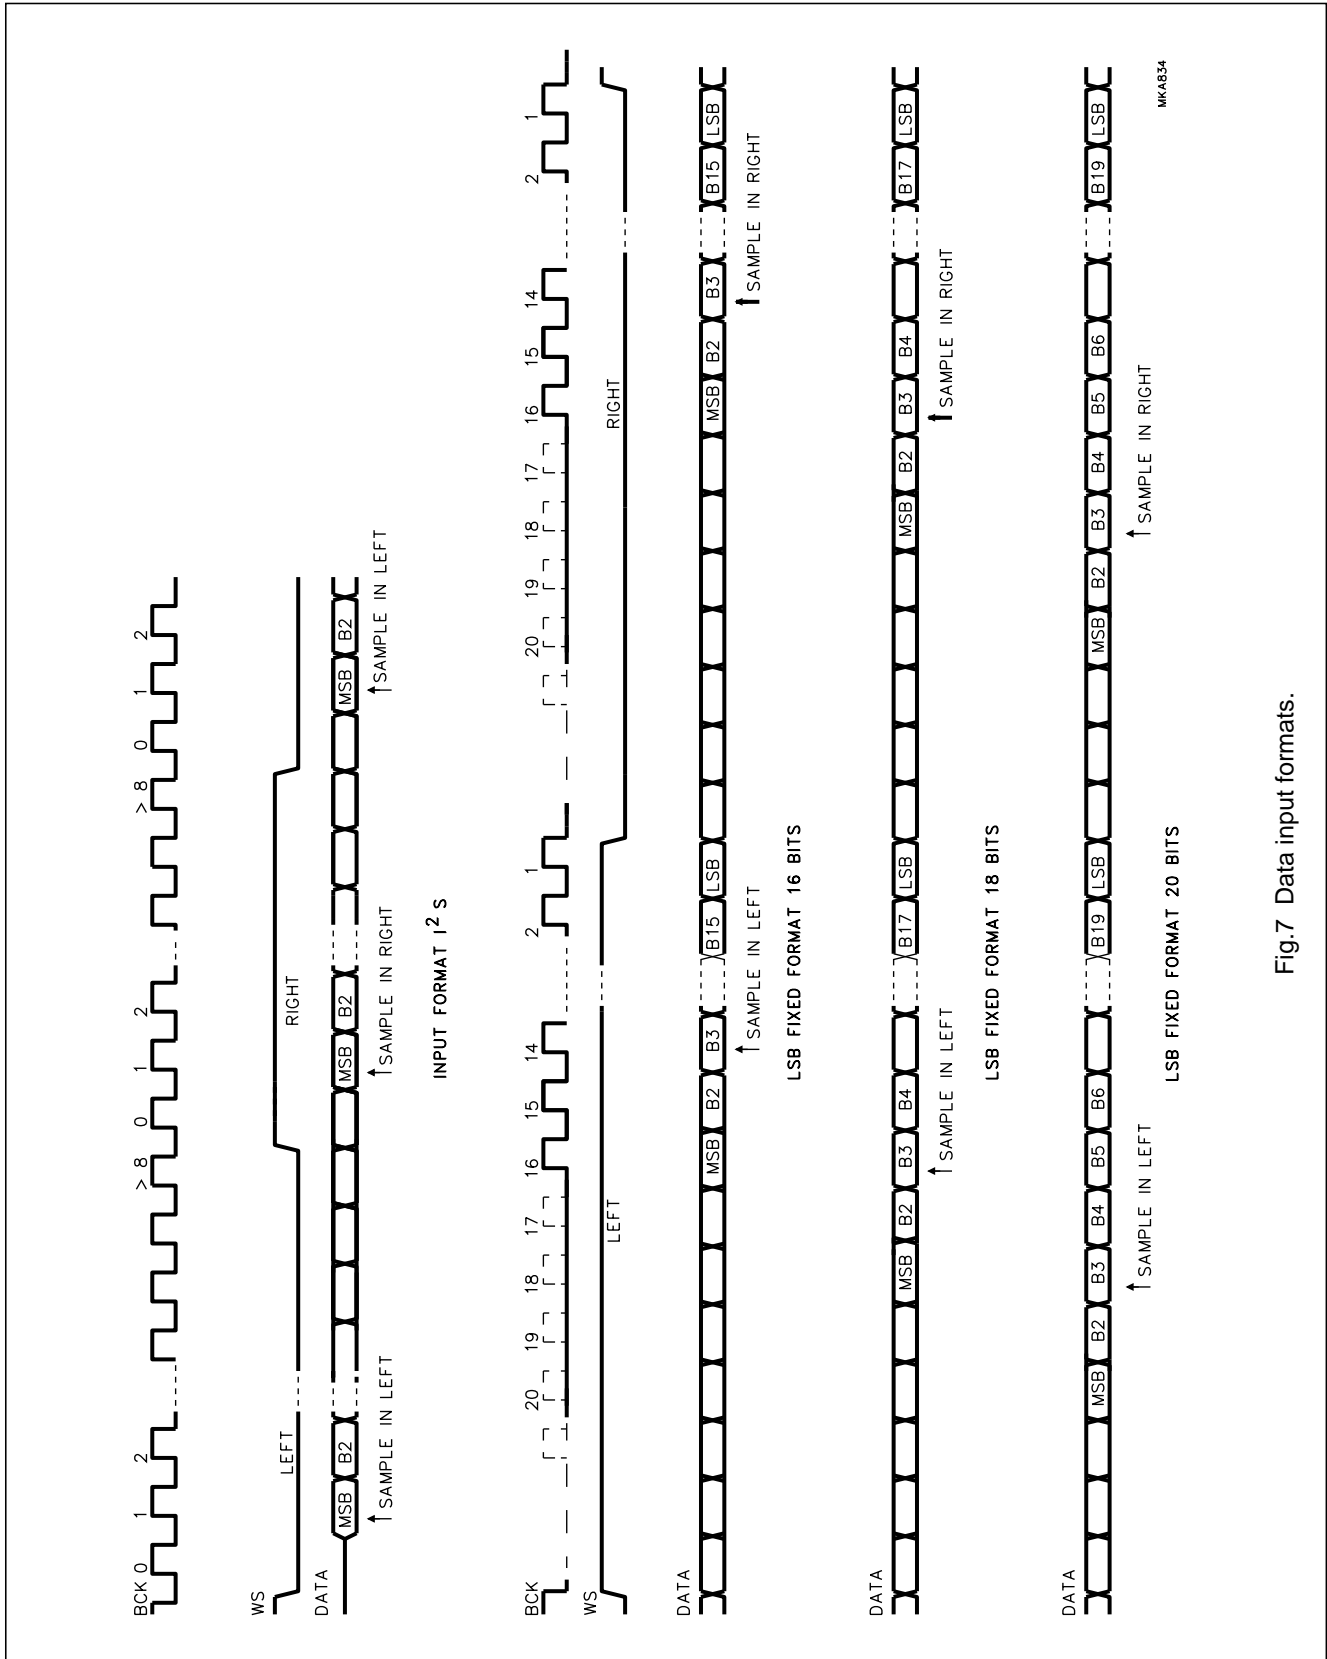 BCK 0 1 2 >8 0 1 2 >8 0 1 2
WS LEFT RIGHT
DATA MSB B2 MSB B2 MSB B2
SAMPLE IN LEFT SAMPLE IN RIGHT SAMPLE IN LEFT
INPUT FORMAT I2S
BCK 20 19 18 17 16 15 14 2 1 20 19 18 17 16 15 14 2 1
WS LEFT RIGHT
DATA MSB B2 B3 B15 LSB MSB B2 B3 B15 LSB
SAMPLE IN LEFT SAMPLE IN RIGHT
LSB FIXED FORMAT 16 BITS
DATA MSB B2 B3 B4 B17 LSB MSB B2 B3 B4 B17 LSB
SAMPLE IN LEFT SAMPLE IN RIGHT
LSB FIXED FORMAT 18 BITS
DATA MSB B2 B3 B4 B5 B6 B19 LSB MSB B2 B3 B4 B5 B6 B19 LSB
SAMPLE IN LEFT SAMPLE IN RIGHT
LSB FIXED FORMAT 20 BITS
MKA834
Fig.7 Data input formats.